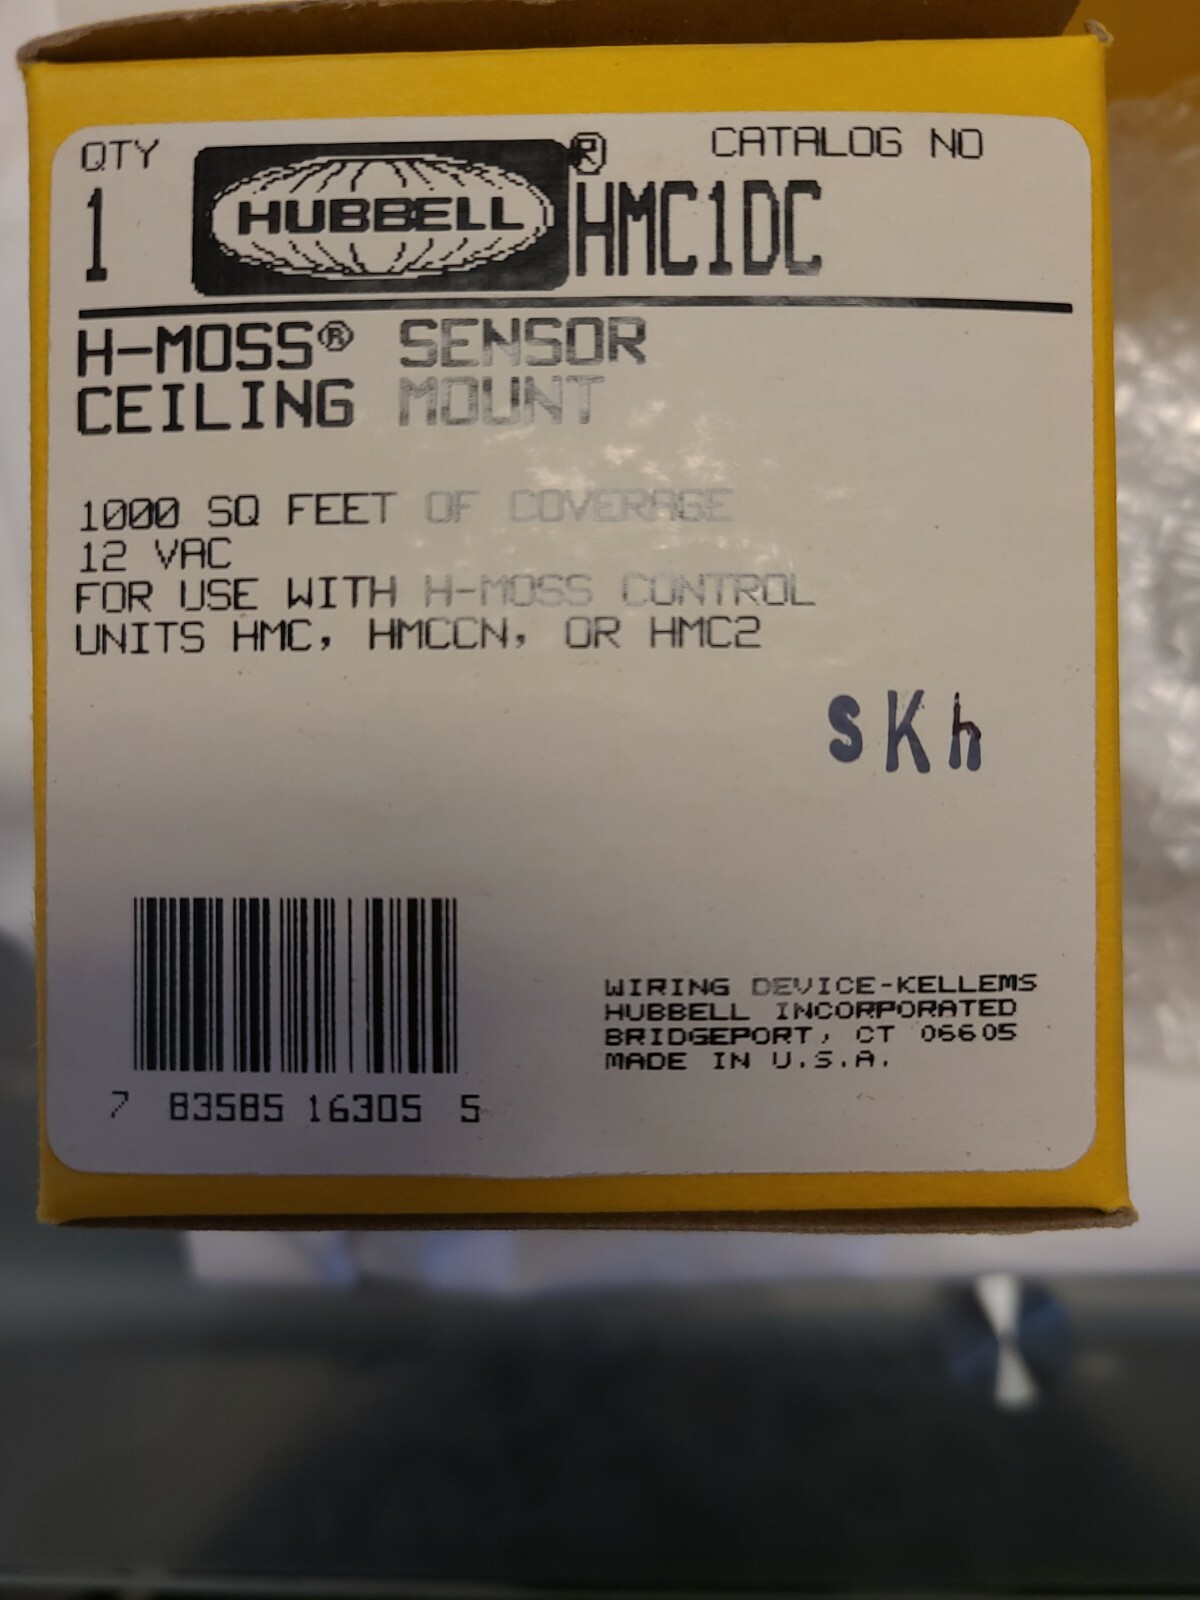 QTY
CATALOG NO
1
HUBBELL®
HMC1DC
H-MOSS® SENSOR
CEILING MOUNT
1000 SQ FEET OF COVERAGE
12 VAC
FOR USE WITH H-MOSS CONTROL
UNITS HMC, HMCCN, OR HMC2
SKh
WIRING DEVICE-KELLEMS
HUBBELL INCORPORATED
BRIDGEPORT, CT 06605
MADE IN U.S.A.
7 83585 16305 5